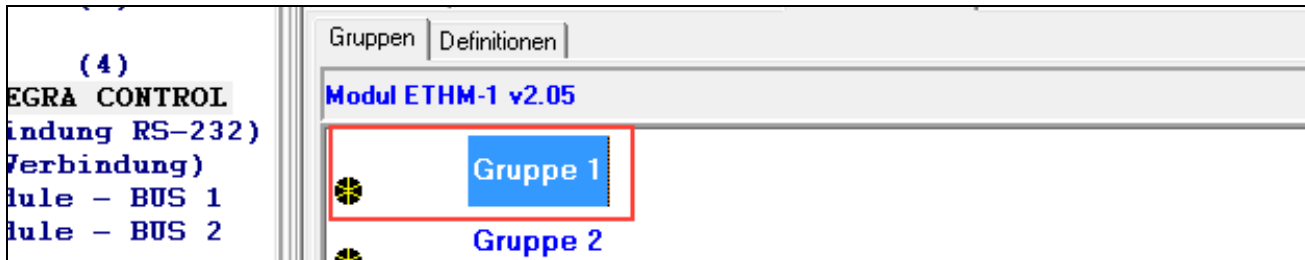 (4)
EGRA CONTROL
indung RS-232)
Verbindung)
dule - BUS 1
dule - BUS 2
Gruppen Definitionen
Modul ETHM-1 v2.05
Gruppe 1
Gruppe 2